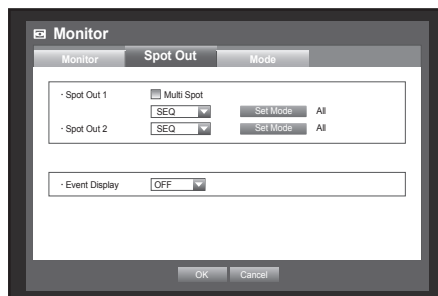 Monitor
Monitor Spot Out Mode
· Spot Out 1 Multi Spot
SEQ Set Mode All
· Spot Out 2 SEQ Set Mode All
· Event Display OFF
OK Cancel